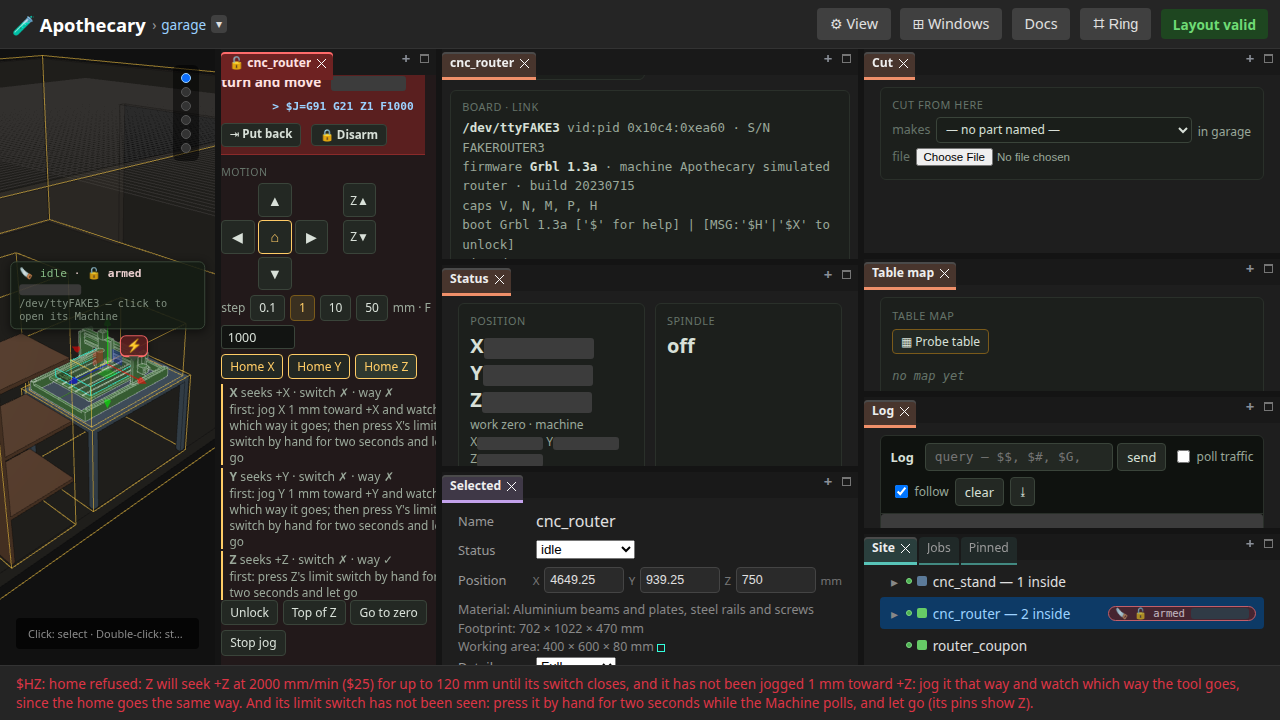 🧪 Apothecary › garage ▾
⚙ View
⊞ Windows
Docs
⌗ Ring
Layout valid
🔓 cnc_router
turn and move
> $J=G91 G21 Z1 F1000
⇥ Put back
🔒 Disarm
MOTION
▲
Z▲
◀
⌂
▶
Z▼
▼
step 0.1 1 10 50 mm · F
1000
Home X
Home Y
Home Z
X seeks +X · switch ✗ · way ✗
first: jog X 1 mm toward +X and watch
which way it goes; then press X's limit
switch by hand for two seconds and
go
Y seeks +Y · switch ✗ · way ✗
first: jog Y 1 mm toward +Y and watch
which way it goes; then press Y's limit
switch by hand for two seconds and
go
Z seeks +Z · switch ✗ · way ✓
first: press Z's limit switch by hand for
two seconds and let go
Unlock
Top of Z
Go to zero
Stop jog
idle · 🔓 armed
/dev/ttyFAKE3 — click to
open its Machine
⚡
Click: select · Double-click: st...
cnc_router
BOARD · LINK
/dev/ttyFAKE3 vid:pid 0x10c4:0xea60 · S/N
FAKEROUTER3
firmware Grbl 1.3a · machine Apothecary simulated
router · build 20230715
caps V, N, M, P, H
boot Grbl 1.3a ['$' for help] | [MSG:'$H'|'$X' to
unlock]
Status
POSITION
X
Y
Z
work zero · machine
X Y
Z
SPINDLE
off
Selected
Name cnc_router
Status idle
Position X 4649.25 Y 939.25 Z 750 mm
Material: Aluminium beams and plates, steel rails and screws
Footprint: 702 × 1022 × 470 mm
Working area: 400 × 600 × 80 mm
Cut
CUT FROM HERE
makes — no part named — in garage
file Choose File No file chosen
Table map
TABLE MAP
▦ Probe table
no map yet
Log
Log query — $$, $#, $G, send poll traffic
follow clear ⭳
Site
Jobs
Pinned
▸ cnc_stand — 1 inside
▸ cnc_router — 2 inside 🔓 armed
router_coupon
$HZ: home refused: Z will seek +Z at 2000 mm/min ($25) for up to 120 mm until its switch closes, and it has not been jogged 1 mm toward +Z: jog it that way and watch which way the tool goes,
since the home goes the same way. And its limit switch has not been seen: press it by hand for two seconds while the Machine polls, and let go (its pins show Z).